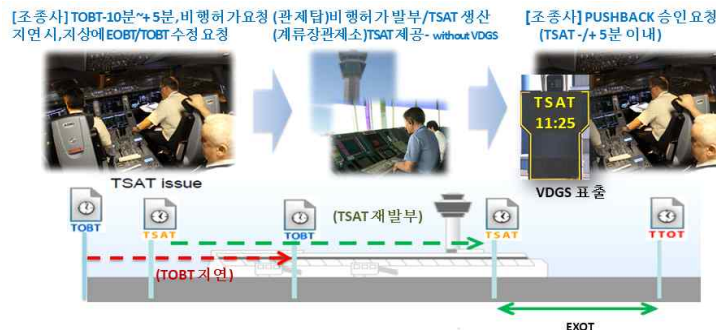 [조종사] TOBT-10분~+5분, 비행허가요청
지연 시, 지상에 EOBT/TOBT 수정 요청
(관제탑)비행허가 발부/TSAT 생산
(계류장관제소)TSAT 제공- without VDGS
[조종사] PUSHBACK 승인 요청
(TSAT -/+ 5분 이내)
TSAT
11:25
TSAT issue
VDGS 표출
TOBT
TSAT
TOBT
(TSAT 재발부)
TSAT
TTOT
(TOBT 지연)
EXOT